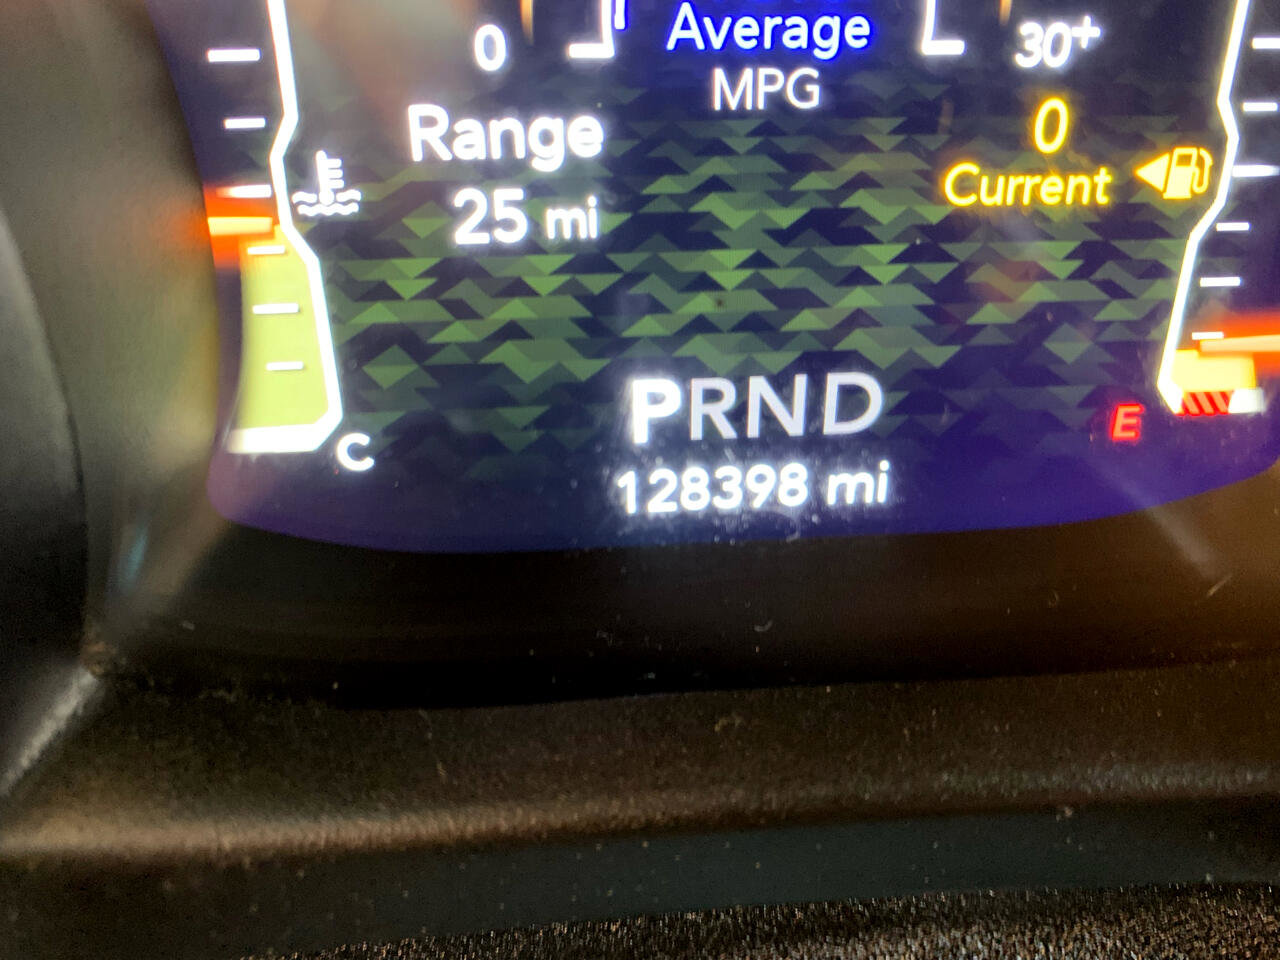 Average
MPG
0
30+
Range
25 mi
0
Current
PRND
128398 mi
C
E